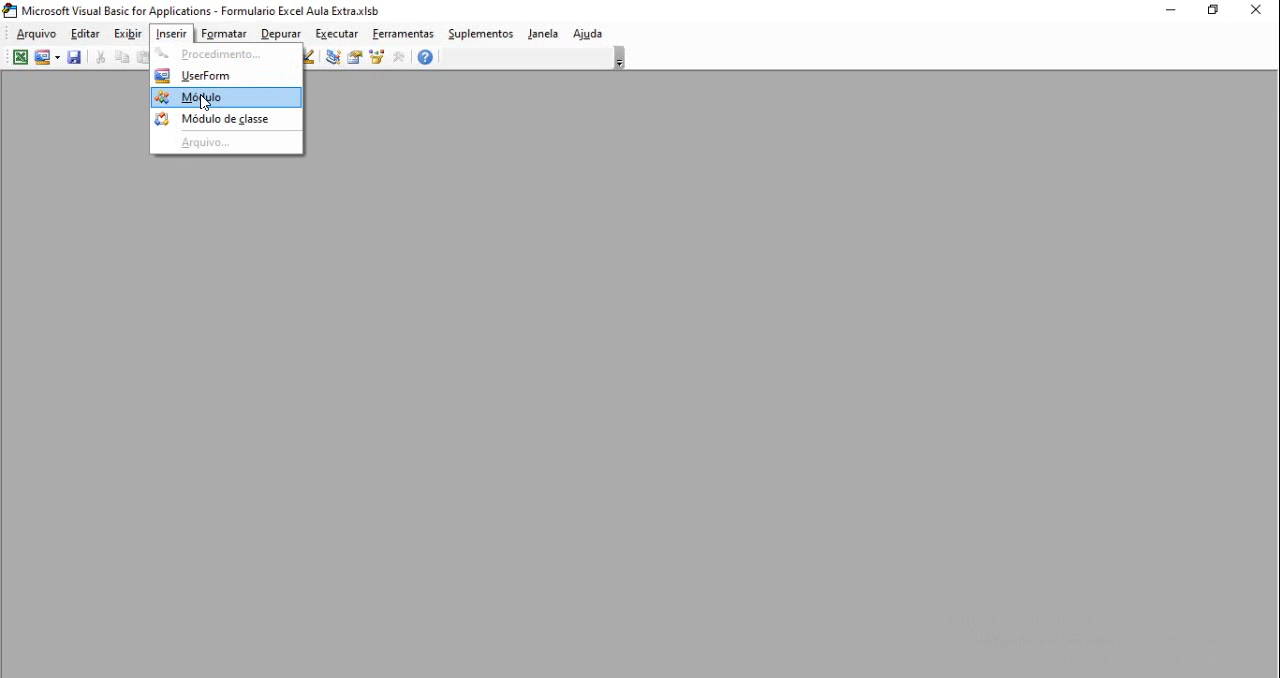 Microsoft Visual Basic for Applications - Formulario Excel Aula Extra.xlsb
Arquivo Editar Exibir Inserir Formatar Depurar Executar Ferramentas Suplementos Janela Ajuda
Procedimento...
UserForm
Módulo
Módulo de classe
Arquivo...